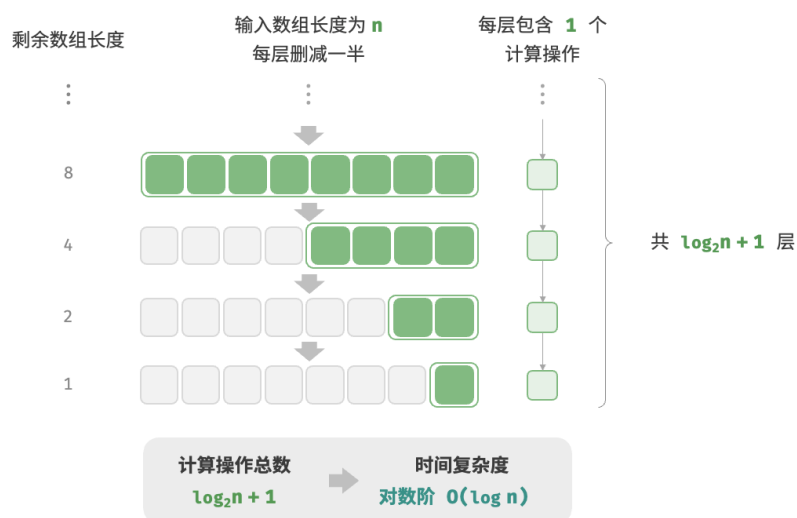 剩余数组长度
输入数组长度为 n
每层删减一半
每层包含 1 个
计算操作
8
4
2
1
共 log₂n + 1 层
计算操作总数
log₂n + 1
时间复杂度
对数阶 O(log n)